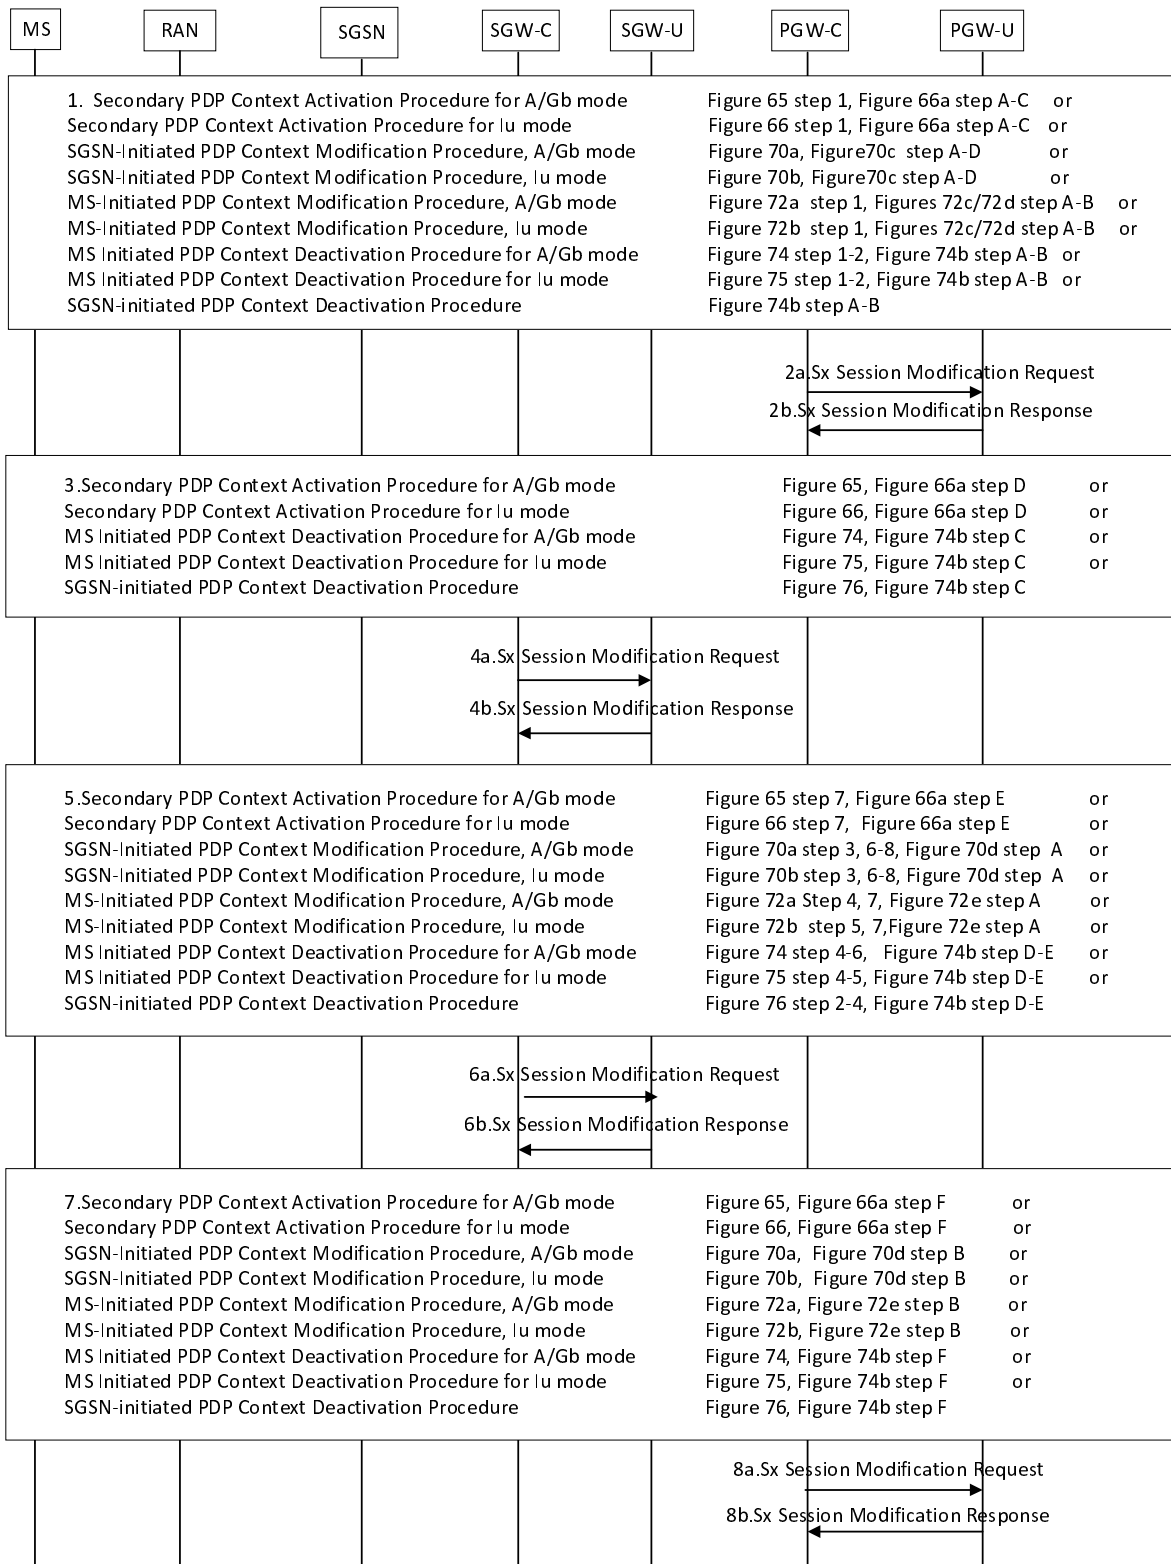 MS RAN SGSN SGW-C SGW-U PGW-C PGW-U
1. Secondary PDP Context Activation Procedure for A/Gb mode Figure 65 step 1, Figure 66a step A-C or
Secondary PDP Context Activation Procedure for Iu mode Figure 66 step 1, Figure 66a step A-C or
SGSN-Initiated PDP Context Modification Procedure, A/Gb mode Figure 70a, Figure70c step A-D or
SGSN-Initiated PDP Context Modification Procedure, Iu mode Figure 70b, Figure70c step A-D or
MS-Initiated PDP Context Modification Procedure, A/Gb mode Figure 72a step 1, Figures 72c/72d step A-B or
MS-Initiated PDP Context Modification Procedure, Iu mode Figure 72b step 1, Figures 72c/72d step A-B or
MS Initiated PDP Context Deactivation Procedure for A/Gb mode Figure 74 step 1-2, Figure 74b step A-B or
MS Initiated PDP Context Deactivation Procedure for Iu mode Figure 75 step 1-2, Figure 74b step A-B or
SGSN-initiated PDP Context Deactivation Procedure Figure 74b step A-B
2a.Sx Session Modification Request
2b.Sx Session Modification Response
3.Secondary PDP Context Activation Procedure for A/Gb mode Figure 65, Figure 66a step D or
Secondary PDP Context Activation Procedure for Iu mode Figure 66, Figure 66a step D or
MS Initiated PDP Context Deactivation Procedure for A/Gb mode Figure 74, Figure 74b step C or
MS Initiated PDP Context Deactivation Procedure for Iu mode Figure 75, Figure 74b step C or
SGSN-initiated PDP Context Deactivation Procedure Figure 76, Figure 74b step C
4a.Sx Session Modification Request
4b.Sx Session Modification Response
5.Secondary PDP Context Activation Procedure for A/Gb mode Figure 65 step 7, Figure 66a step E or
Secondary PDP Context Activation Procedure for Iu mode Figure 66 step 7, Figure 66a step E or
SGSN-Initiated PDP Context Modification Procedure, A/Gb mode Figure 70a step 3, 6-8, Figure 70d step A or
SGSN-Initiated PDP Context Modification Procedure, Iu mode Figure 70b step 3, 6-8, Figure 70d step A or
MS-Initiated PDP Context Modification Procedure, A/Gb mode Figure 72a Step 4, 7, Figure 72e step A or
MS-Initiated PDP Context Modification Procedure, Iu mode Figure 72b step 5, 7,Figure 72e step A or
MS Initiated PDP Context Deactivation Procedure for A/Gb mode Figure 74 step 4-6, Figure 74b step D-E or
MS Initiated PDP Context Deactivation Procedure for Iu mode Figure 75 step 4-5, Figure 74b step D-E or
SGSN-initiated PDP Context Deactivation Procedure Figure 76 step 2-4, Figure 74b step D-E
6a.Sx Session Modification Request
6b.Sx Session Modification Response
7.Secondary PDP Context Activation Procedure for A/Gb mode Figure 65, Figure 66a step F or
Secondary PDP Context Activation Procedure for Iu mode Figure 66, Figure 66a step F or
SGSN-Initiated PDP Context Modification Procedure, A/Gb mode Figure 70a, Figure 70d step B or
SGSN-Initiated PDP Context Modification Procedure, Iu mode Figure 70b, Figure 70d step B or
MS-Initiated PDP Context Modification Procedure, A/Gb mode Figure 72a, Figure 72e step B or
MS-Initiated PDP Context Modification Procedure, Iu mode Figure 72b, Figure 72e step B or
MS Initiated PDP Context Deactivation Procedure for A/Gb mode Figure 74, Figure 74b step F or
MS Initiated PDP Context Deactivation Procedure for Iu mode Figure 75, Figure 74b step F or
SGSN-initiated PDP Context Deactivation Procedure Figure 76, Figure 74b step F
8a.Sx Session Modification Request
8b.Sx Session Modification Response